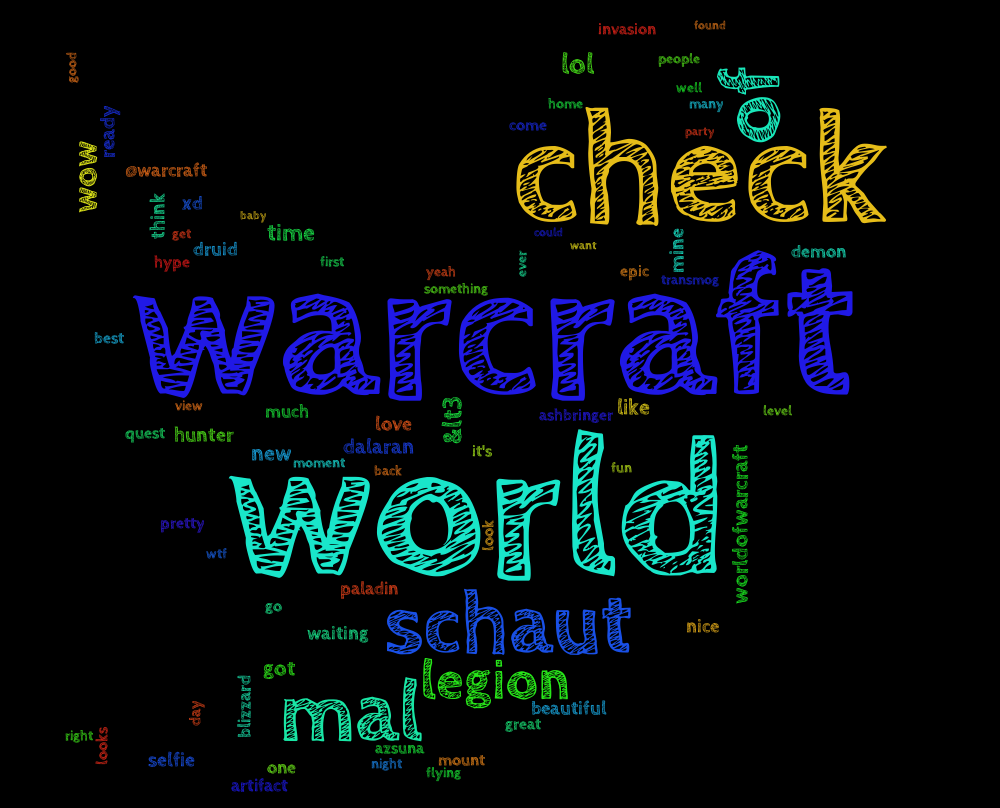 found
invasion
good
people
lol
of
well
home
many
come
party
check
ready
wow
@warcraft
xd
think
baby
get
time
could
want
mine
druid
demon
hype
first
ever
yeah
epic
transmog
something
warcraft
best
view
much
&lt3
like
level
ashbringer
love
quest
hunter
dalaran
it's
new
moment
back
fun
world
look
worldofwarcraft
pretty
wtf
paladin
go
schaut
waiting
nice
got
legion
mal
blizzard
beautiful
day
great
right
looks
azsuna
selfie
night
mount
one
flying
artifact